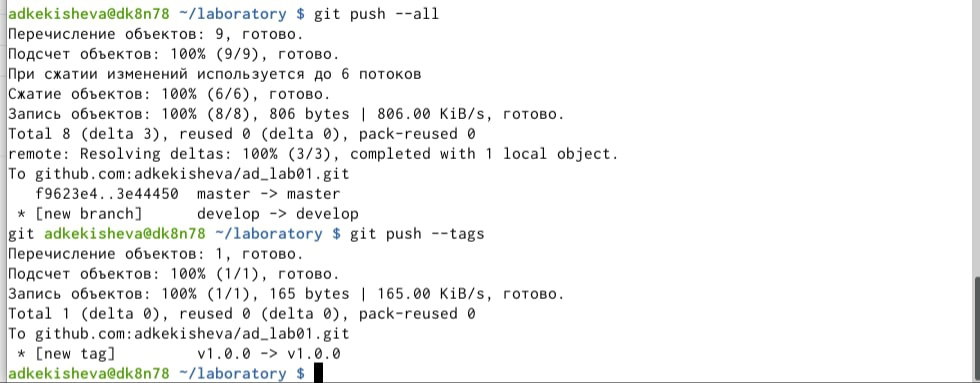 adkekisheva@dk8n78 ~/laboratory $ git push --all
Перечисление объектов: 9, готово.
Подсчет объектов: 100% (9/9), готово.
При сжатии изменений используется до 6 потоков
Сжатие объектов: 100% (6/6), готово.
Запись объектов: 100% (8/8), 806 bytes | 806.00 KiB/s, готово.
Total 8 (delta 3), reused 0 (delta 0), pack-reused 0
remote: Resolving deltas: 100% (3/3), completed with 1 local object.
To github.com:adkekisheva/ad_lab01.git
   f9623e4..3e44450  master -> master
 * [new branch]      develop -> develop
git adkekisheva@dk8n78 ~/laboratory $ git push --tags
Перечисление объектов: 1, готово.
Подсчет объектов: 100% (1/1), готово.
Запись объектов: 100% (1/1), 165 bytes | 165.00 KiB/s, готово.
Total 1 (delta 0), reused 0 (delta 0), pack-reused 0
To github.com:adkekisheva/ad_lab01.git
 * [new tag]         v1.0.0 -> v1.0.0
adkekisheva@dk8n78 ~/laboratory $